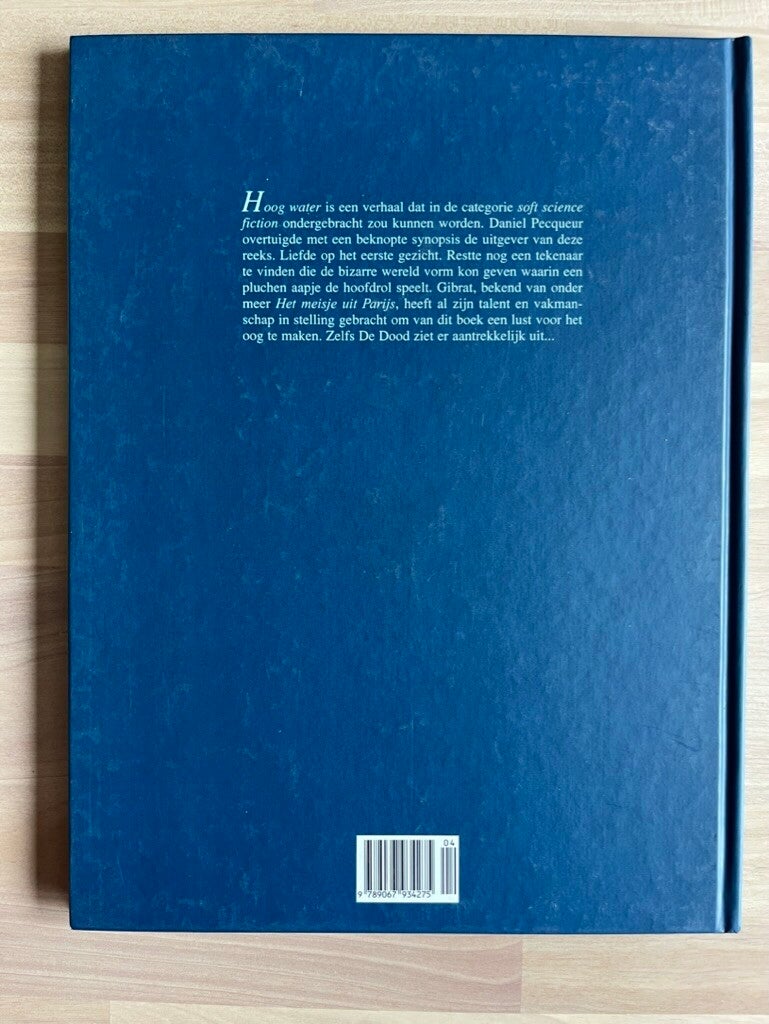 Hoog water is een verhaal dat in de categorie soft science
fiction ondergebracht zou kunnen worden. Daniel Pecqueur
overtuigde met een beknopte synopsis de uitgever van deze
reeks. Liefde op het eerste gezicht. Restte nog een tekenaar
te vinden die de bizarre wereld vorm kon geven waarin een
pluchen aapje de hoofdrol speelt. Gibrat, bekend van onder
meer Het meisje uit Parijs, heeft al zijn talent en vakman-
schap in stelling gebracht om van dit boek een lust voor het
oog te maken. Zelfs De Dood ziet er aantrekkelijk uit...
04
9 789067 934275